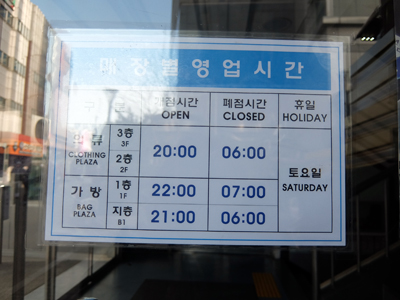 매장별영업시간
구 분 개점시간 OPEN 폐점시간 CLOSED 휴일 HOLIDAY
의 류 CLOTHING PLAZA 3층 3F 20:00 06:00 토요일 SATURDAY
2층 2F
가 방 BAG PLAZA 1층 1F 22:00 07:00
지층 B1 21:00 06:00